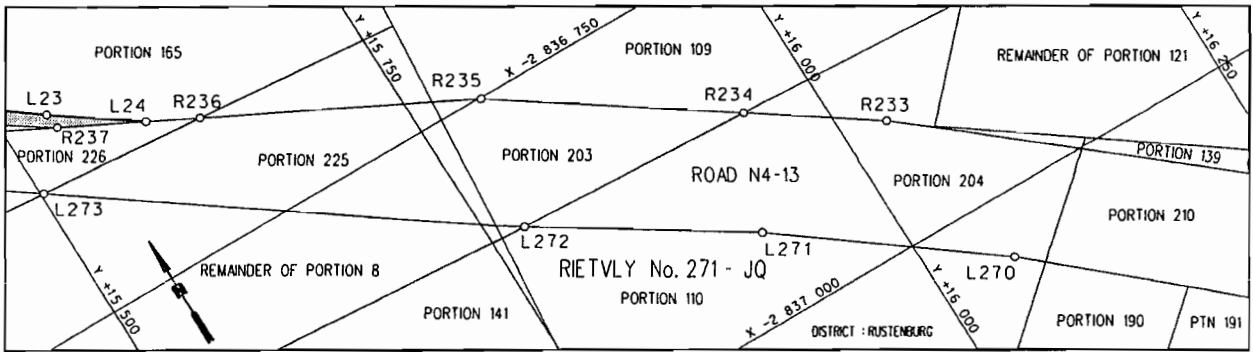 PORTION 165
Y +15 750
X -2 836 750
PORTION 109
Y +16 000
REMAINDER OF PORTION 121
Y +16 250
L23
L24
R236
R235
R234
R233
R237
PORTION 226
PORTION 225
PORTION 203
ROAD N4-13
PORTION 204
PORTION 139
L273
L272
L271
L270
PORTION 210
Y +15 500
N
REMAINDER OF PORTION 8
RIETVLY No. 271 - JQ
PORTION 141
PORTION 110
X -2 837 000
Y +16 000
DISTRICT : RUSTENBURG
PORTION 190
PTN 191